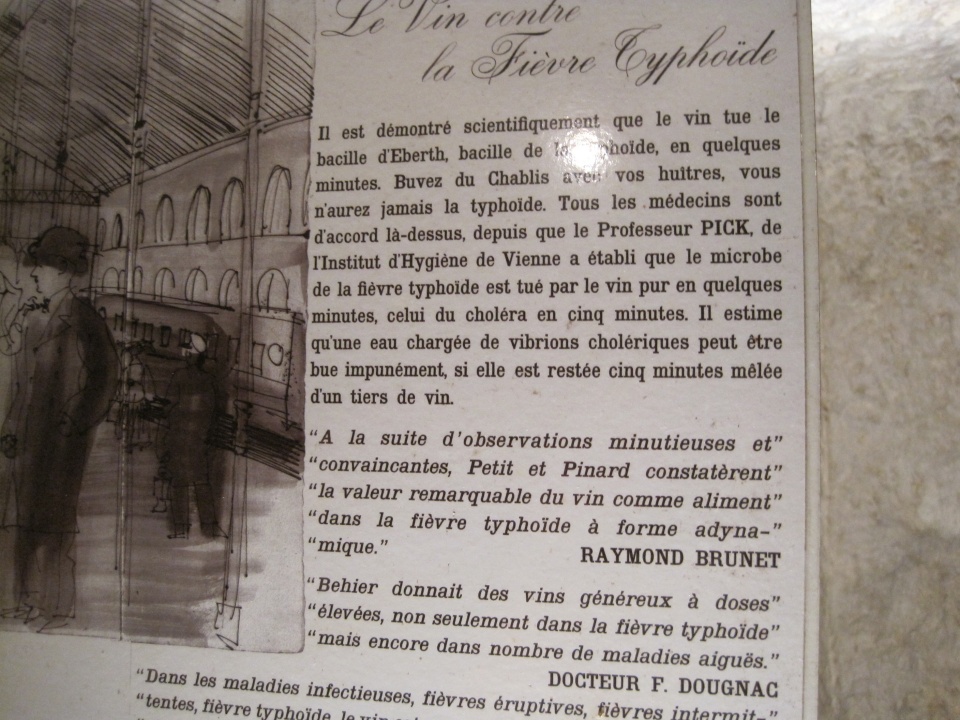 Le Vin contre
la Fièvre Typhoïde
Il est démontré scientifiquement que le vin tue le
bacille d'Eberth, bacille de la typhoïde, en quelques
minutes. Buvez du Chablis avec vos huîtres, vous
n'aurez jamais la typhoïde. Tous les médecins sont
d'accord là-dessus, depuis que le Professeur PICK, de
l'Institut d'Hygiène de Vienne a établi que le microbe
de la fièvre typhoïde est tué par le vin pur en quelques
minutes, celui du choléra en cinq minutes. Il estime
qu'une eau chargée de vibrions cholériques peut être
bue impunément, si elle est restée cinq minutes mêlée
d'un tiers de vin.
“A la suite d'observations minutieuses et”
“convaincantes, Petit et Pinard constatèrent”
“la valeur remarquable du vin comme aliment”
“dans la fièvre typhoïde à forme adyna-”
“mique.” RAYMOND BRUNET
“Behier donnait des vins généreux à doses”
“élevées, non seulement dans la fièvre typhoïde”
“mais encore dans nombre de maladies aiguës.”
DOCTEUR F. DOUGNAC
“Dans les maladies infectieuses, fièvres éruptives, fièvres intermit-”
“tentes, fièvre typhoïde, le vin